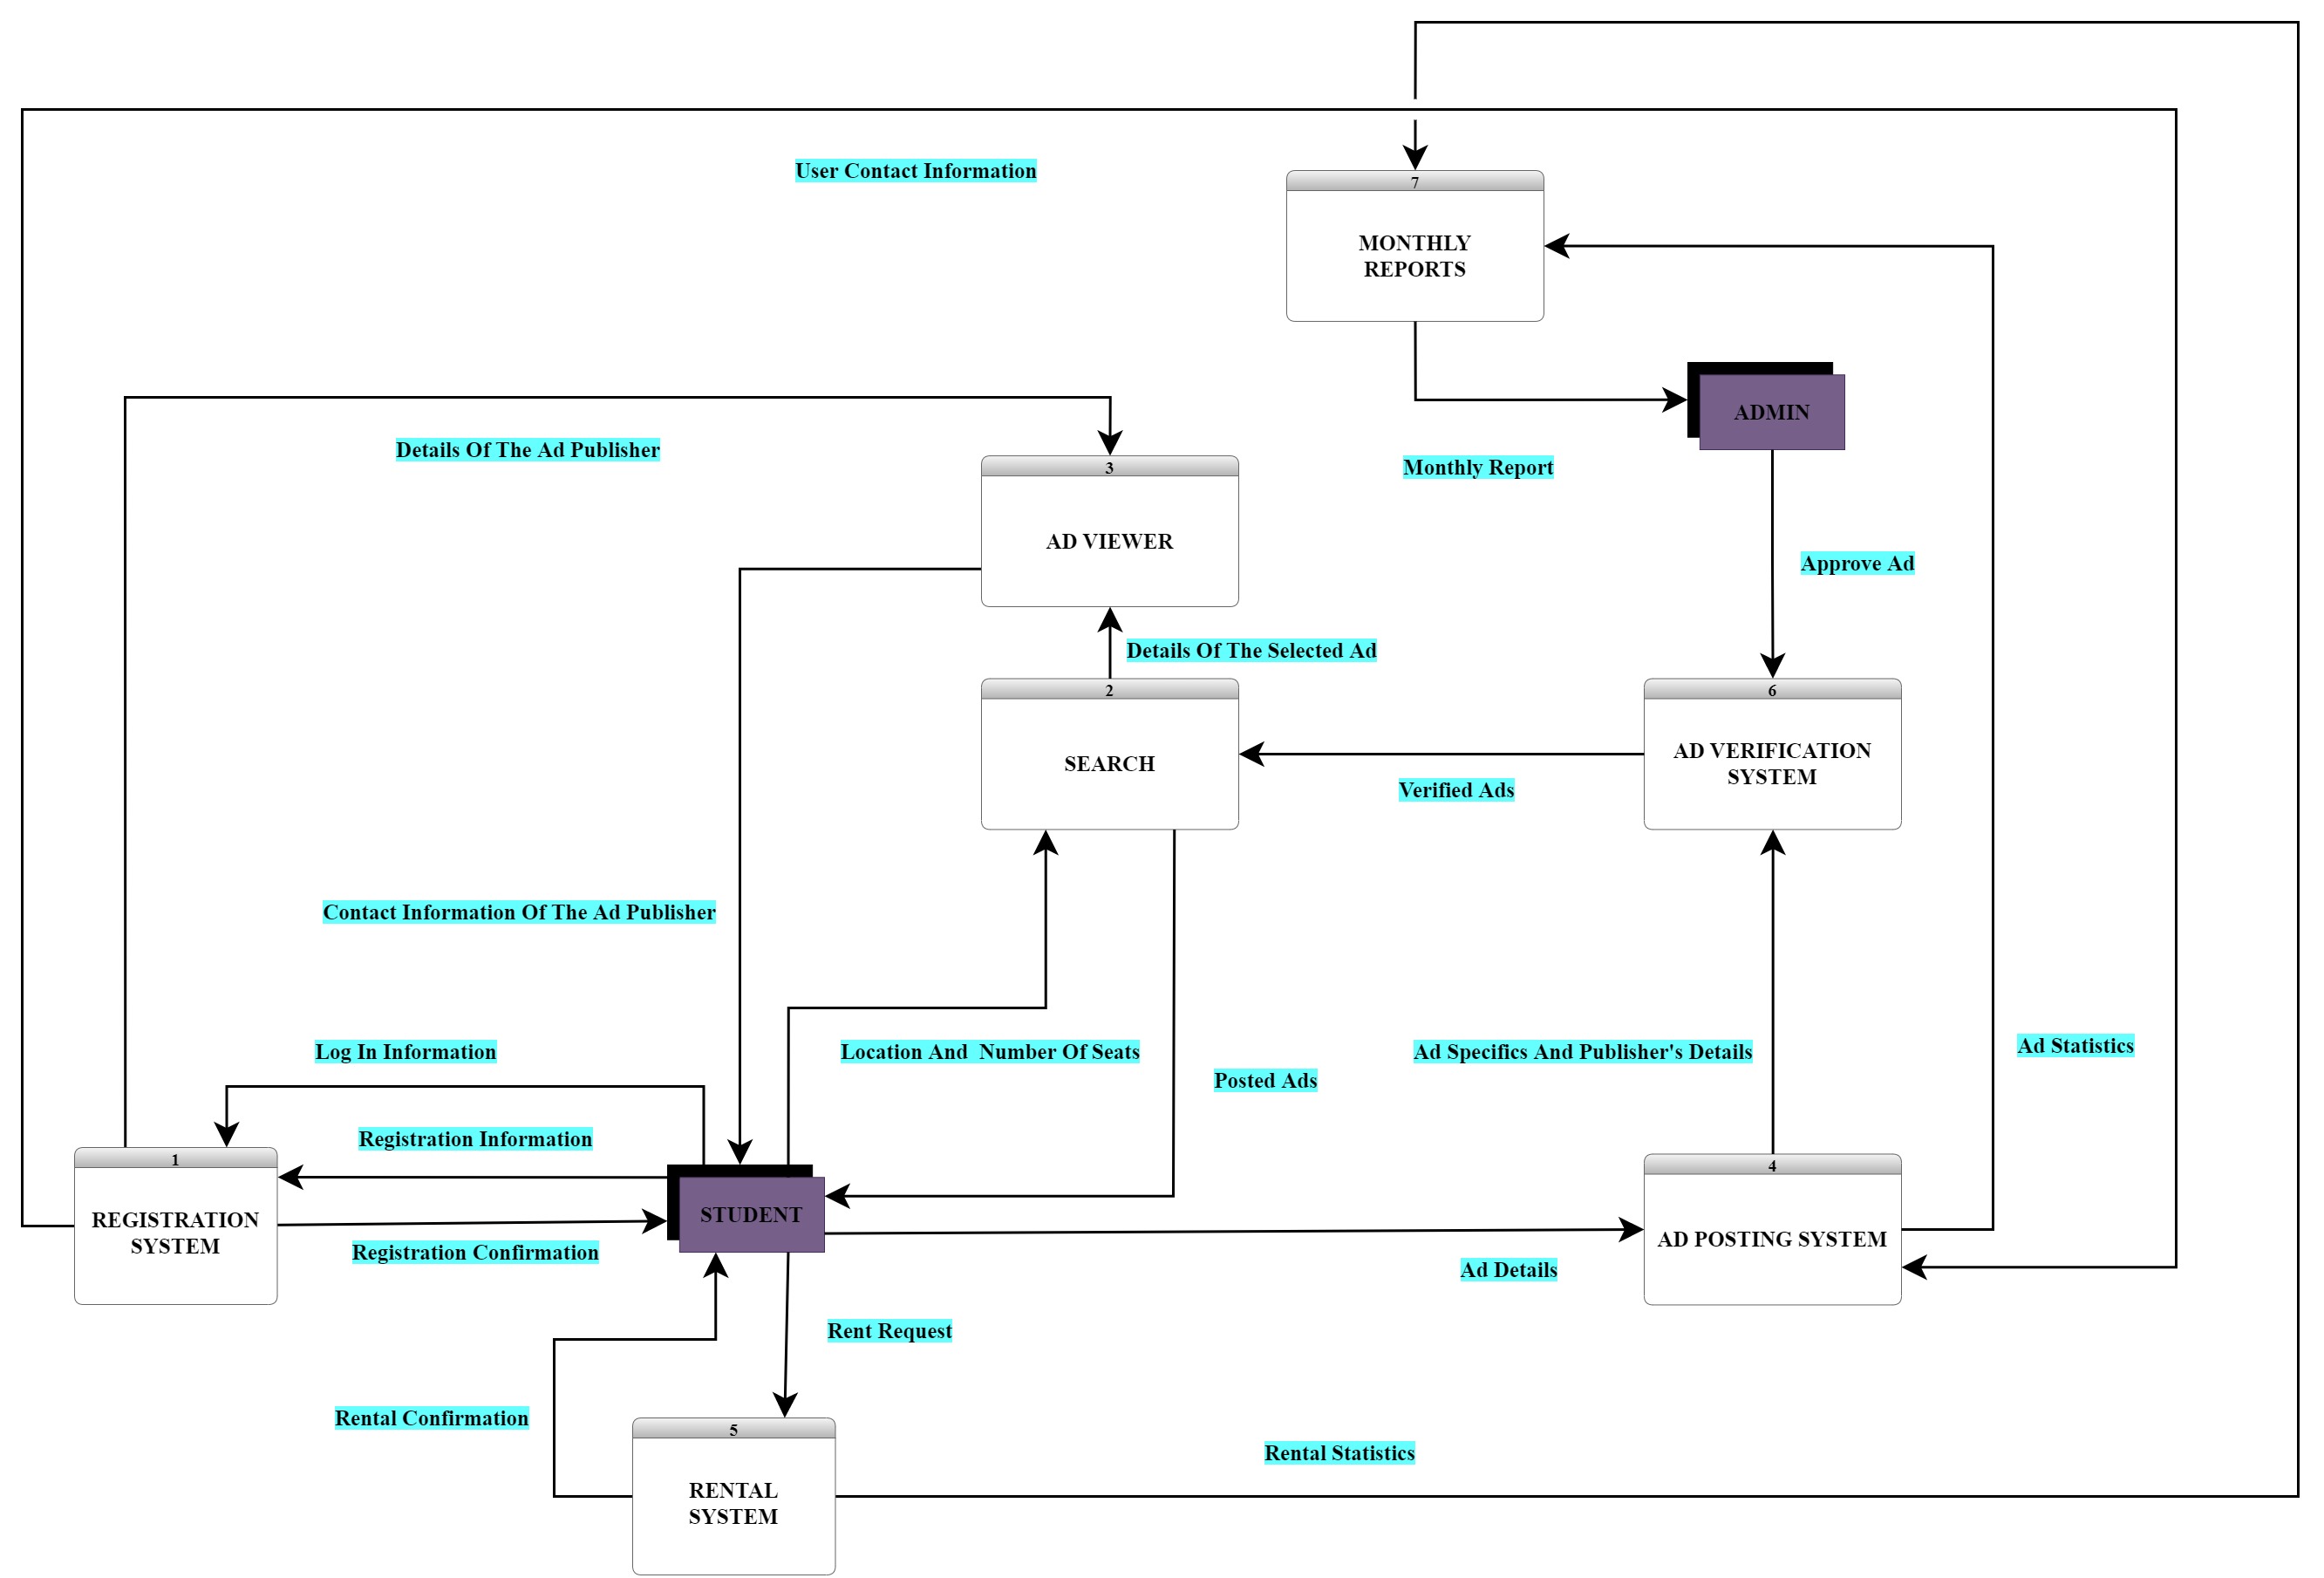 User Contact Information
7
MONTHLY
REPORTS
ADMIN
Details Of The Ad Publisher
Monthly Report
3
AD VIEWER
Approve Ad
Details Of The Selected Ad
2
SEARCH
6
AD VERIFICATION
SYSTEM
Verified Ads
Contact Information Of The Ad Publisher
Log In Information
Location And  Number Of Seats
Ad Specifics And Publisher's Details
Ad Statistics
Posted Ads
Registration Information
1
REGISTRATION
SYSTEM
STUDENT
4
AD POSTING SYSTEM
Registration Confirmation
Ad Details
Rent Request
Rental Confirmation
5
RENTAL
SYSTEM
Rental Statistics